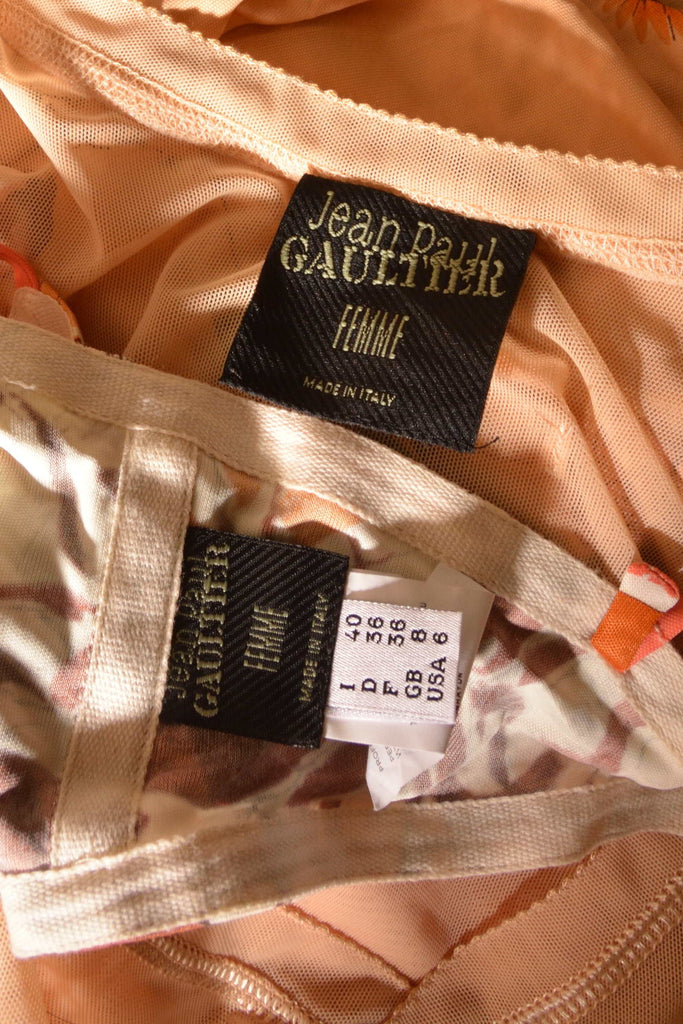 Jean Paul
GAULTIER
FEMME
MADE IN ITALY
Jean Paul
GAULTIER
FEMME
MADE IN ITALY
I 40
D 36
F 36
GB 8
USA 6